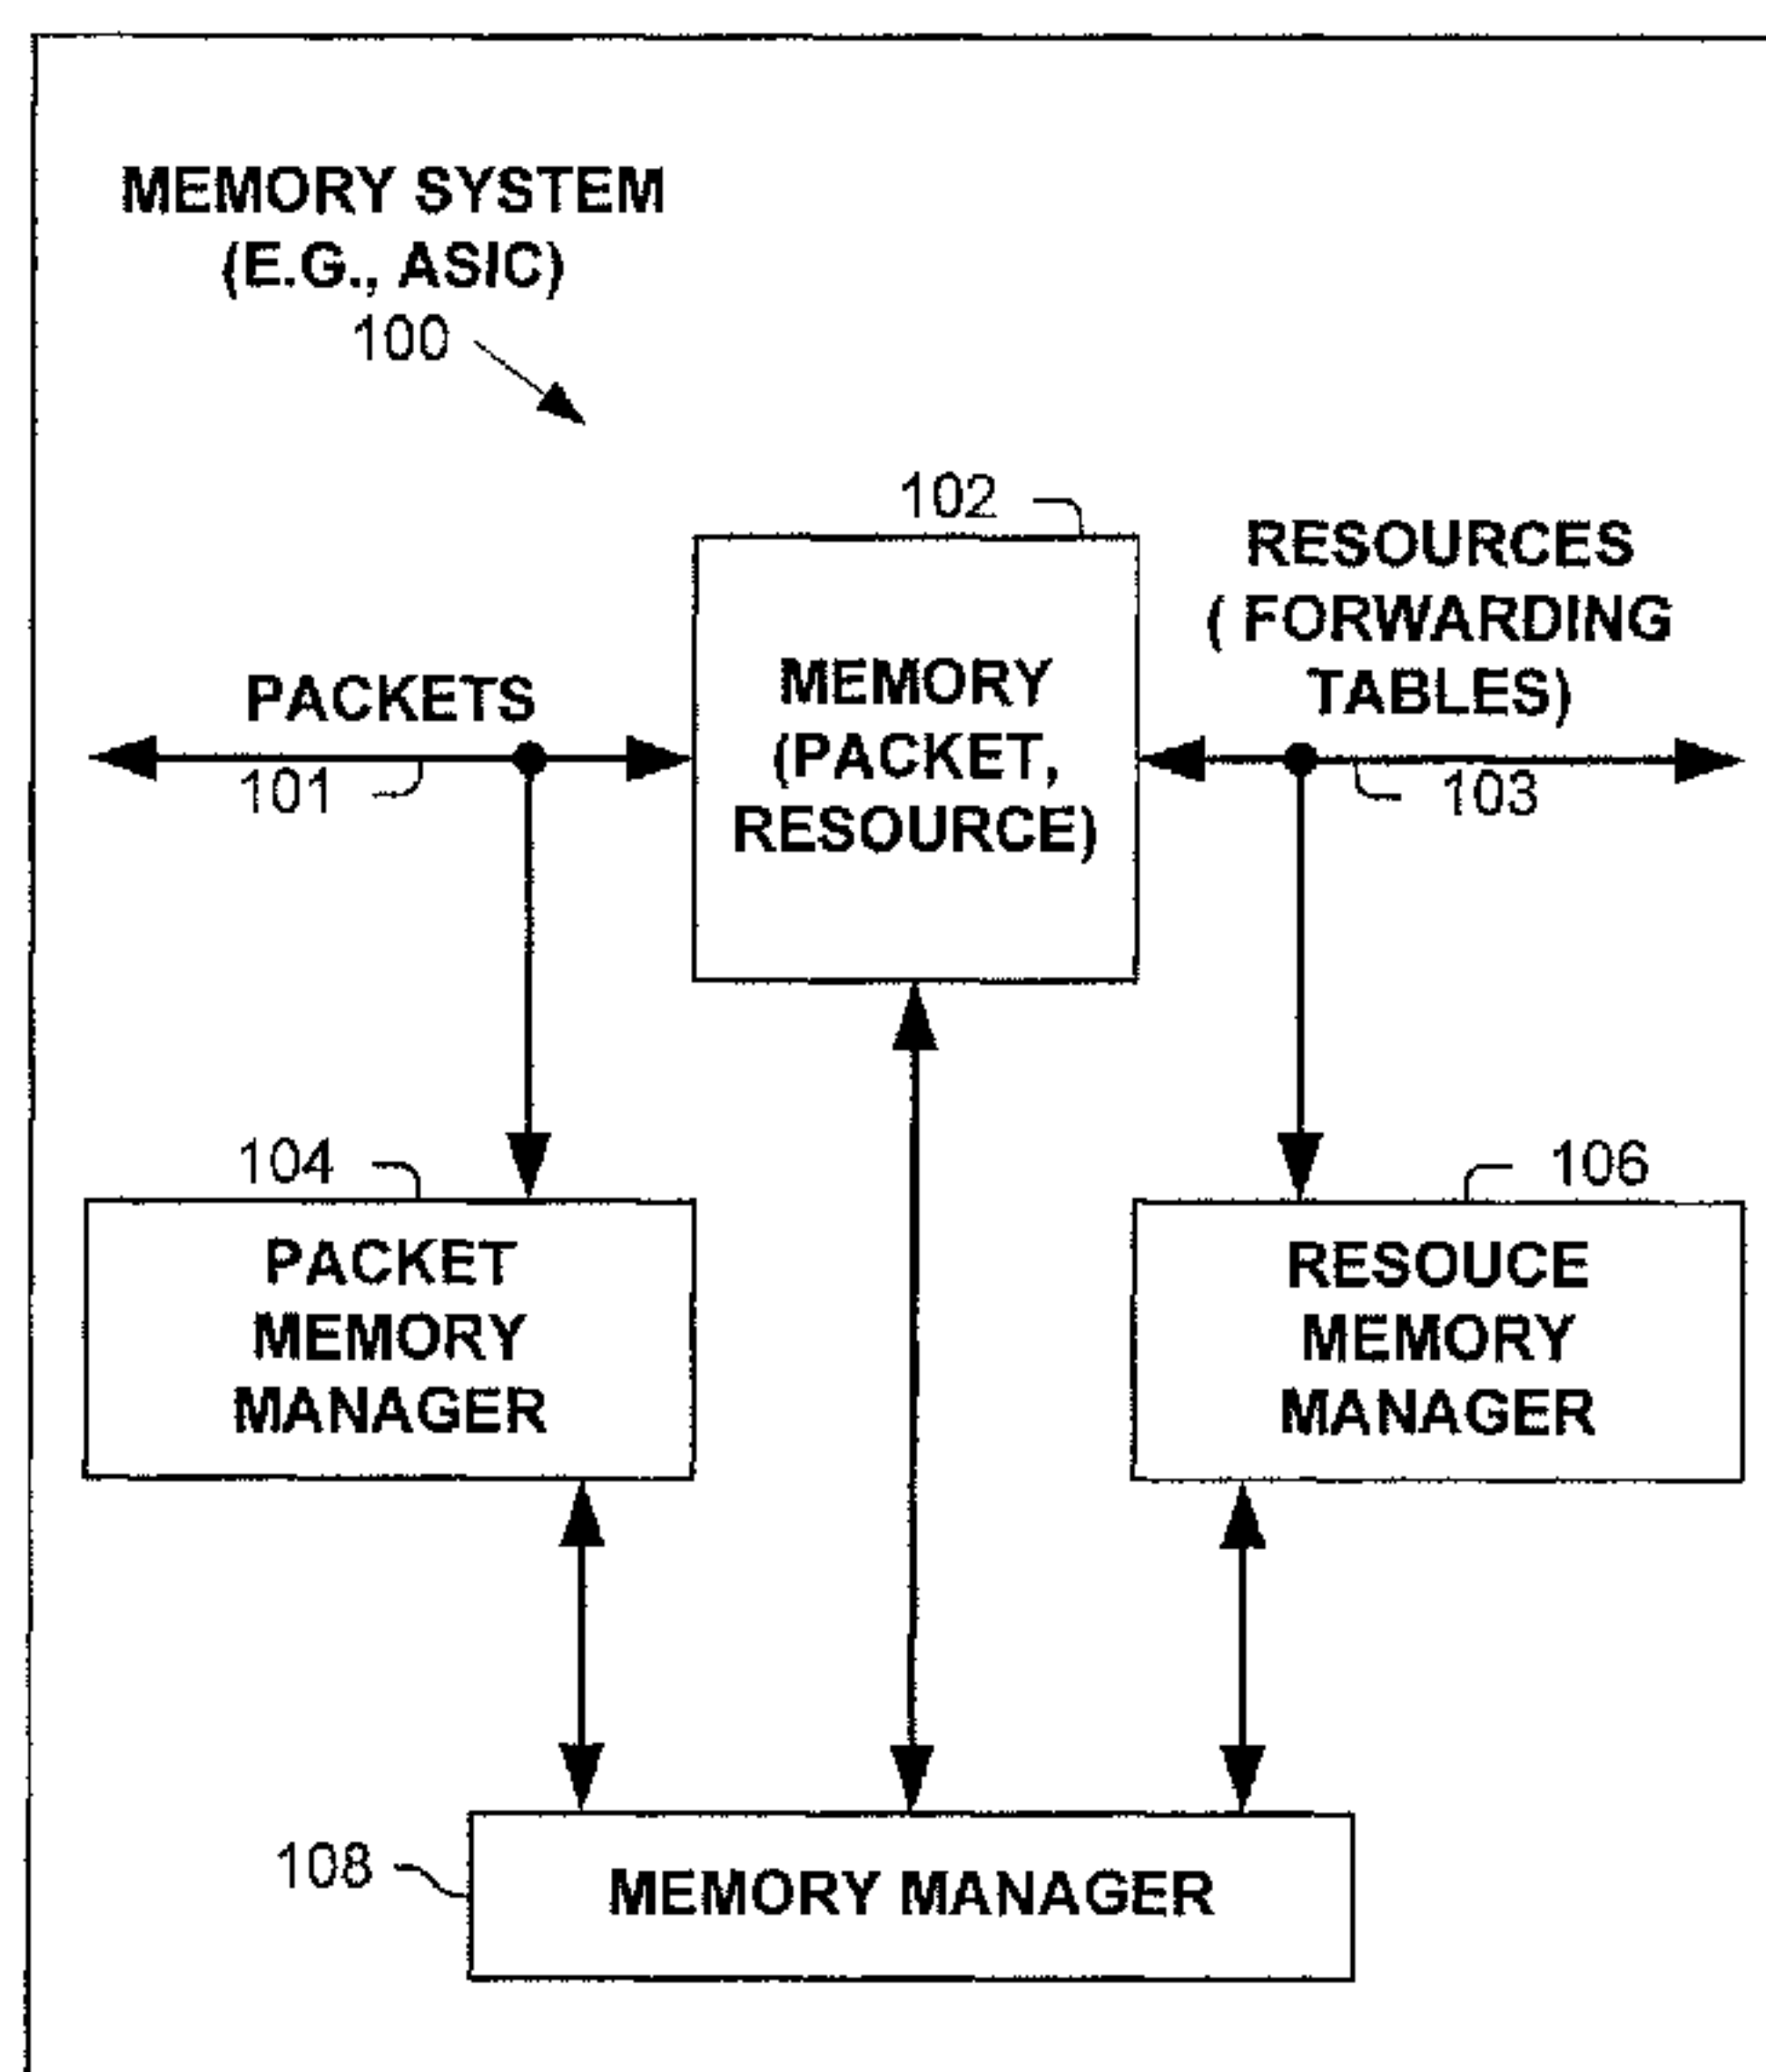 MEMORY SYSTEM
(E.G., ASIC)
100
102
RESOURCES
( FORWARDING
TABLES)
PACKETS
MEMORY
(PACKET,
RESOURCE)
101
103
104
106
PACKET
MEMORY
MANAGER
RESOUCE
MEMORY
MANAGER
108
MEMORY MANAGER